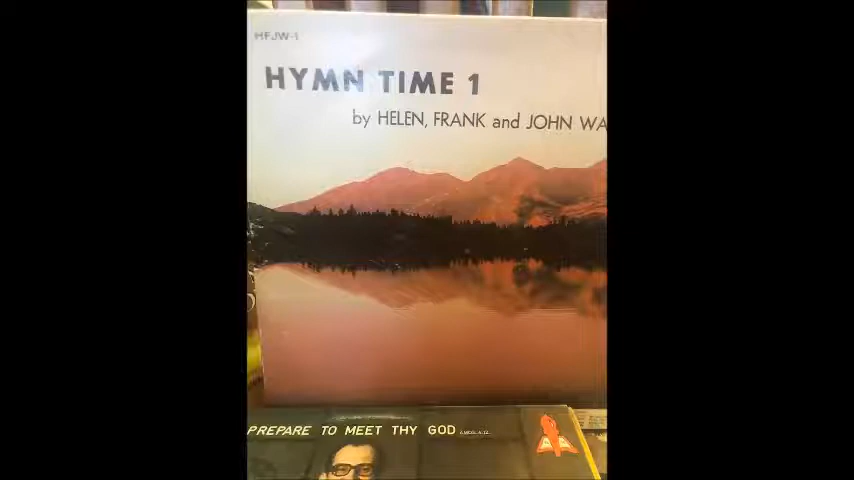 HFJW-1
HYMN TIME 1
by HELEN, FRANK and JOHN WA
PREPARE TO MEET THY GOD